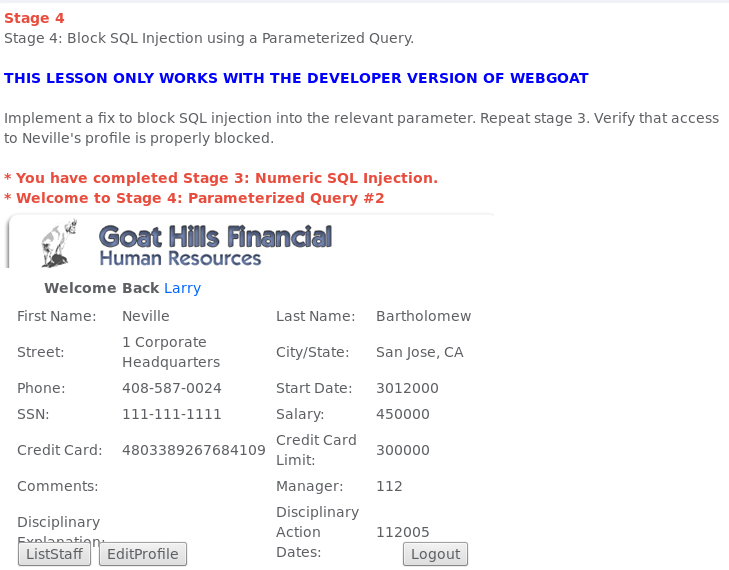 Stage 4
Stage 4: Block SQL Injection using a Parameterized Query.
THIS LESSON ONLY WORKS WITH THE DEVELOPER VERSION OF WEBGOAT
Implement a fix to block SQL injection into the relevant parameter. Repeat stage 3. Verify that access
to Neville's profile is properly blocked.
* You have completed Stage 3: Numeric SQL Injection.
* Welcome to Stage 4: Parameterized Query #2
Goat Hills Financial
Human Resources
Welcome Back Larry
First Name: Neville Last Name: Bartholomew
Street: 1 Corporate Headquarters City/State: San Jose, CA
Phone: 408-587-0024 Start Date: 3012000
SSN: 111-111-1111 Salary: 450000
Credit Card: 4803389267684109 Credit Card Limit: 300000
Comments: Manager: 112
Disciplinary Explanation: Disciplinary Action Dates: 112005
ListStaff EditProfile Logout